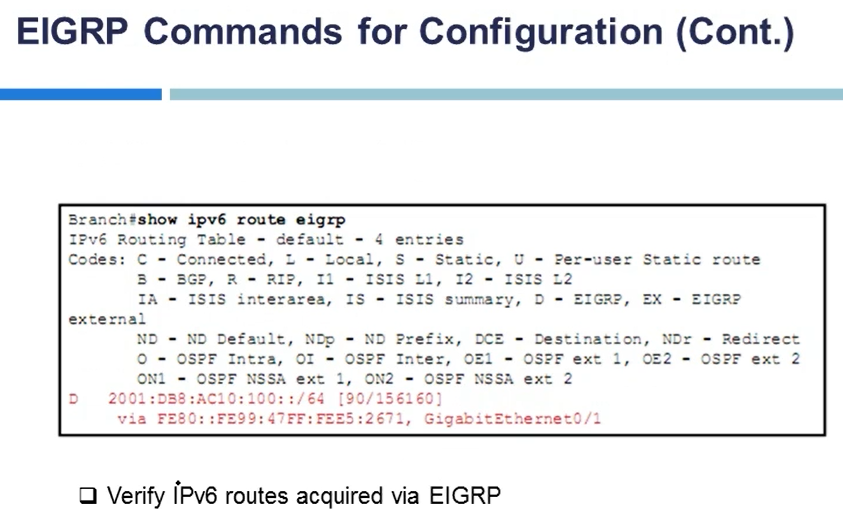 EIGRP Commands for Configuration (Cont.)
Branch#show ipv6 route eigrp
IPv6 Routing Table - default - 4 entries
Codes: C - Connected, L - Local, S - Static, U - Per-user Static route
B - BGP, R - RIP, I1 - ISIS L1, I2 - ISIS L2
IA - ISIS interarea, IS - ISIS summary, D - EIGRP, EX - EIGRP
external
ND - ND Default, NDp - ND Prefix, DCE - Destination, NDr - Redirect
O - OSPF Intra, OI - OSPF Inter, OE1 - OSPF ext 1, OE2 - OSPF ext 2
ON1 - OSPF NSSA ext 1, ON2 - OSPF NSSA ext 2
D 2001:DB8:AC10:100::/64 [90/156160]
via FE80::FE99:47FF:FEE5:2671, GigabitEthernet0/1
❑ Verify IPv6 routes acquired via EIGRP